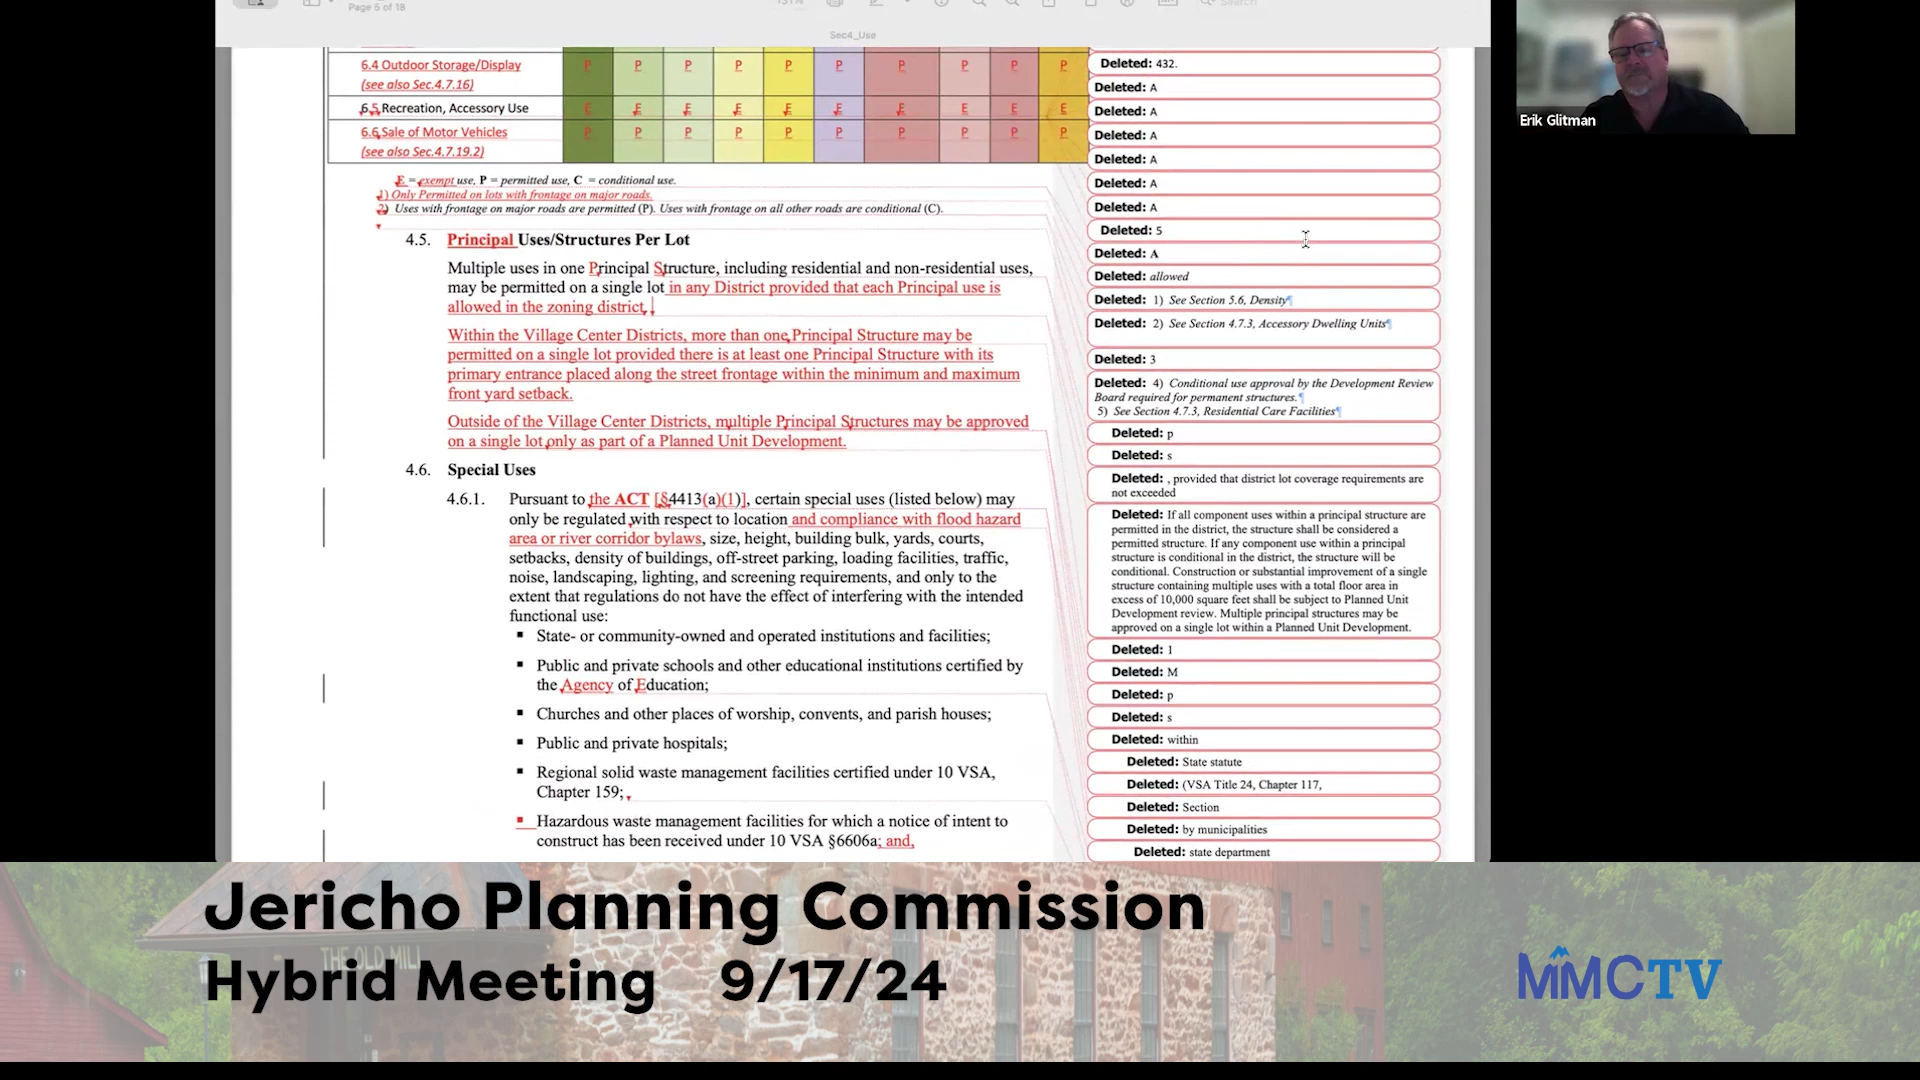 Page 5 of 18
151%
Search
Sec4_Use
6.4 Outdoor Storage/Display P P P P P P P P P P
(see also Sec.4.7.16)
6.5 Recreation, Accessory Use E E E E E E E E E E
6.6 Sale of Motor Vehicles P P P P P P P P P P
(see also Sec.4.7.19.2)
E = exempt use, P = permitted use, C = conditional use.
1) Only Permitted on lots with frontage on major roads.
2) Uses with frontage on major roads are permitted (P). Uses with frontage on all other roads are conditional (C).
4.5. Principal Uses/Structures Per Lot
Multiple uses in one Principal Structure, including residential and non-residential uses,
may be permitted on a single lot in any District provided that each Principal use is
allowed in the zoning district.
Within the Village Center Districts, more than one Principal Structure may be
permitted on a single lot provided there is at least one Principal Structure with its
primary entrance placed along the street frontage within the minimum and maximum
front yard setback.
Outside of the Village Center Districts, multiple Principal Structures may be approved
on a single lot only as part of a Planned Unit Development.
4.6. Special Uses
4.6.1. Pursuant to the ACT [§4413(a)(1)], certain special uses (listed below) may
only be regulated with respect to location and compliance with flood hazard
area or river corridor bylaws, size, height, building bulk, yards, courts,
setbacks, density of buildings, off-street parking, loading facilities, traffic,
noise, landscaping, lighting, and screening requirements, and only to the
extent that regulations do not have the effect of interfering with the intended
functional use:
▪ State- or community-owned and operated institutions and facilities;
▪ Public and private schools and other educational institutions certified by
the Agency of Education;
▪ Churches and other places of worship, convents, and parish houses;
▪ Public and private hospitals;
▪ Regional solid waste management facilities certified under 10 VSA,
Chapter 159;
▪ Hazardous waste management facilities for which a notice of intent to
construct has been received under 10 VSA §6606a; and,
Deleted: 432.
Deleted: A
Deleted: A
Deleted: A
Deleted: A
Deleted: A
Deleted: A
Deleted: 5
Deleted: A
Deleted: allowed
Deleted: 1) See Section 5.6, Density¶
Deleted: 2) See Section 4.7.3, Accessory Dwelling Units¶
Deleted: 3
Deleted: 4) Conditional use approval by the Development Review
Board required for permanent structures.¶
5) See Section 4.7.3, Residential Care Facilities¶
Deleted: p
Deleted: s
Deleted: , provided that district lot coverage requirements are
not exceeded
Deleted: If all component uses within a principal structure are
permitted in the district, the structure shall be considered a
permitted structure. If any component use within a principal
structure is conditional in the district, the structure will be
conditional. Construction or substantial improvement of a single
structure containing multiple uses with a total floor area in
excess of 10,000 square feet shall be subject to Planned Unit
Development review. Multiple principal structures may be
approved on a single lot within a Planned Unit Development.
Deleted: 1
Deleted: M
Deleted: p
Deleted: s
Deleted: within
Deleted: State statute
Deleted: (VSA Title 24, Chapter 117,
Deleted: Section
Deleted: by municipalities
Deleted: state department
Erik Glitman
THE OLD MILL
Jericho Planning Commission
Hybrid Meeting 9/17/24
MMCTV